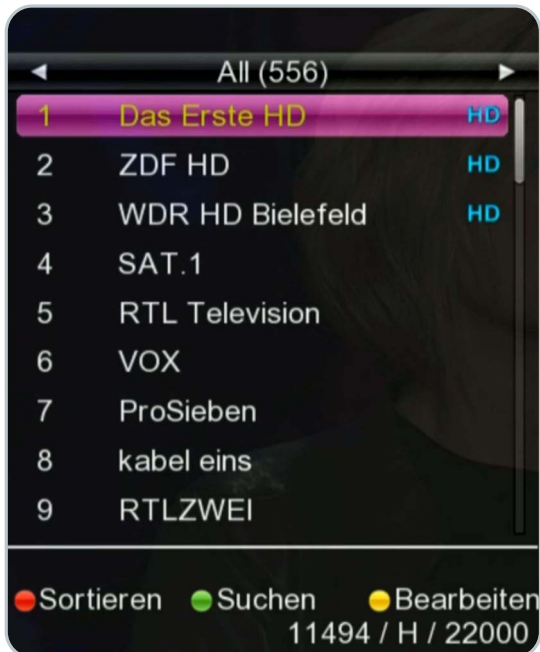 All (556)
1 Das Erste HD HD
2 ZDF HD HD
3 WDR HD Bielefeld HD
4 SAT.1
5 RTL Television
6 VOX
7 ProSieben
8 kabel eins
9 RTLZWEI
Sortieren Suchen Bearbeiten
11494 / H / 22000